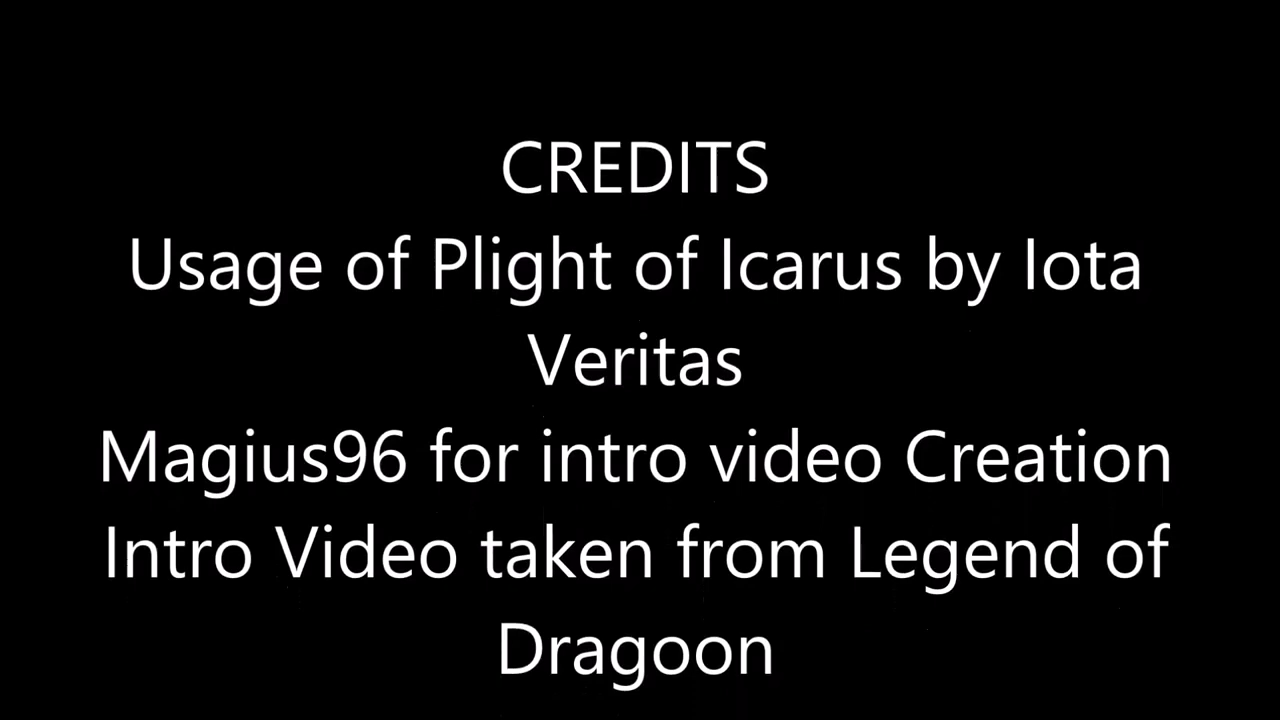 CREDITS
Usage of Plight of Icarus by Iota
Veritas
Magius96 for intro video Creation
Intro Video taken from Legend of
Dragoon